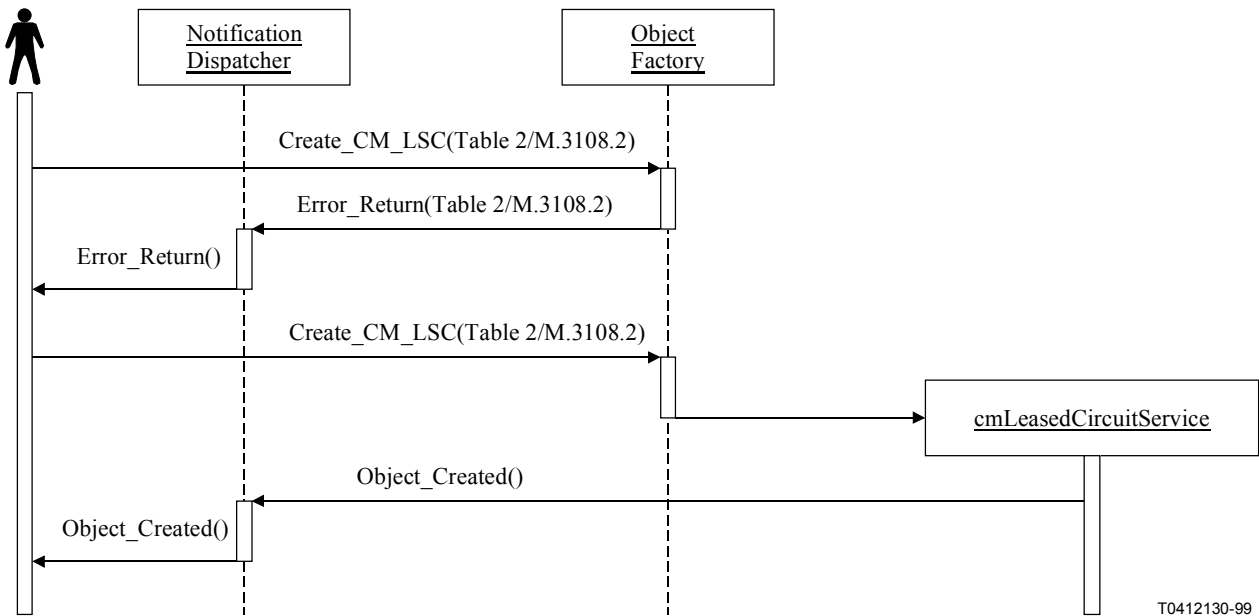 Notification
Dispatcher
Object
Factory
Create_CM_LSC(Table 2/M.3108.2)
Error_Return(Table 2/M.3108.2)
Error_Return()
Create_CM_LSC(Table 2/M.3108.2)
cmLeasedCircuitService
Object_Created()
Object_Created()
T0412130-99